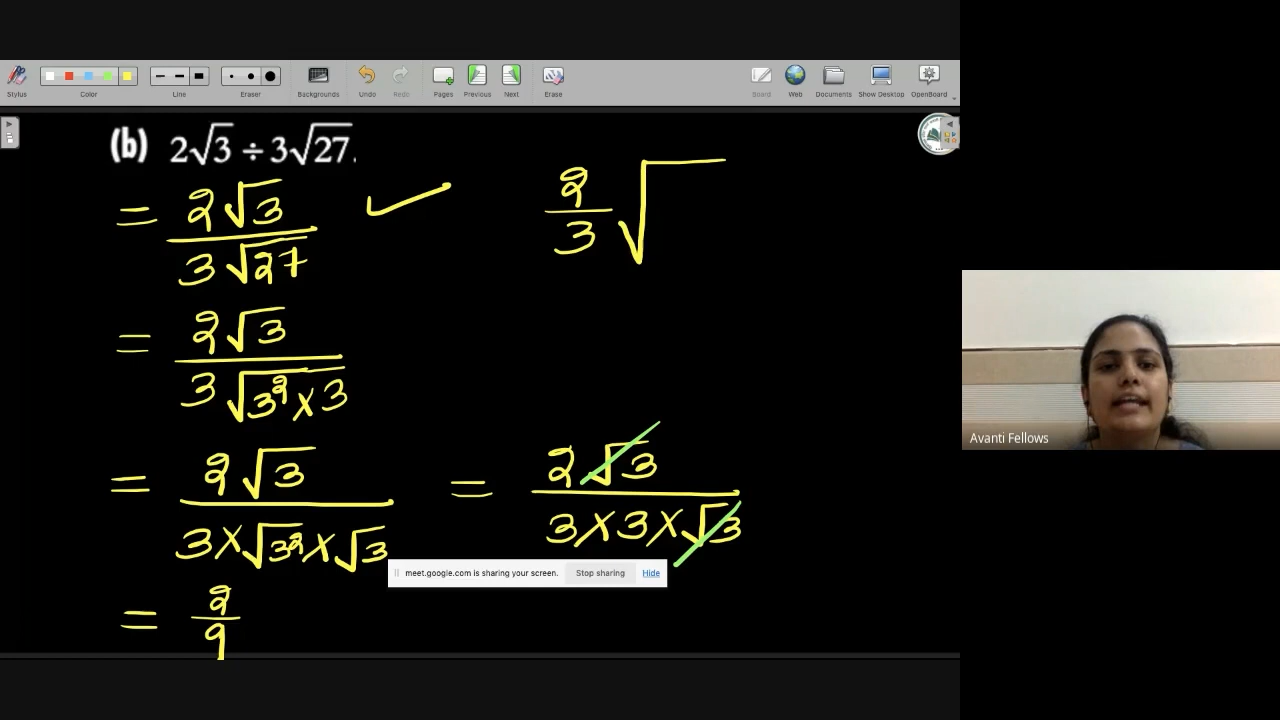 Stylus Color Line Eraser Backgrounds Undo Redo Pages Previous Next Erase Board Web Documents Show Desktop OpenBoard
(b) 2√3 ÷ 3√27.
= 2√3 / 3√27 ✓ 2/3 √
= 2√3 / 3√(3²×3)
= 2√3 / 3×√3²×√3 = 2√3 / 3×3×√3
meet.google.com is sharing your screen. Stop sharing Hide
= 2/9
Avanti Fellows